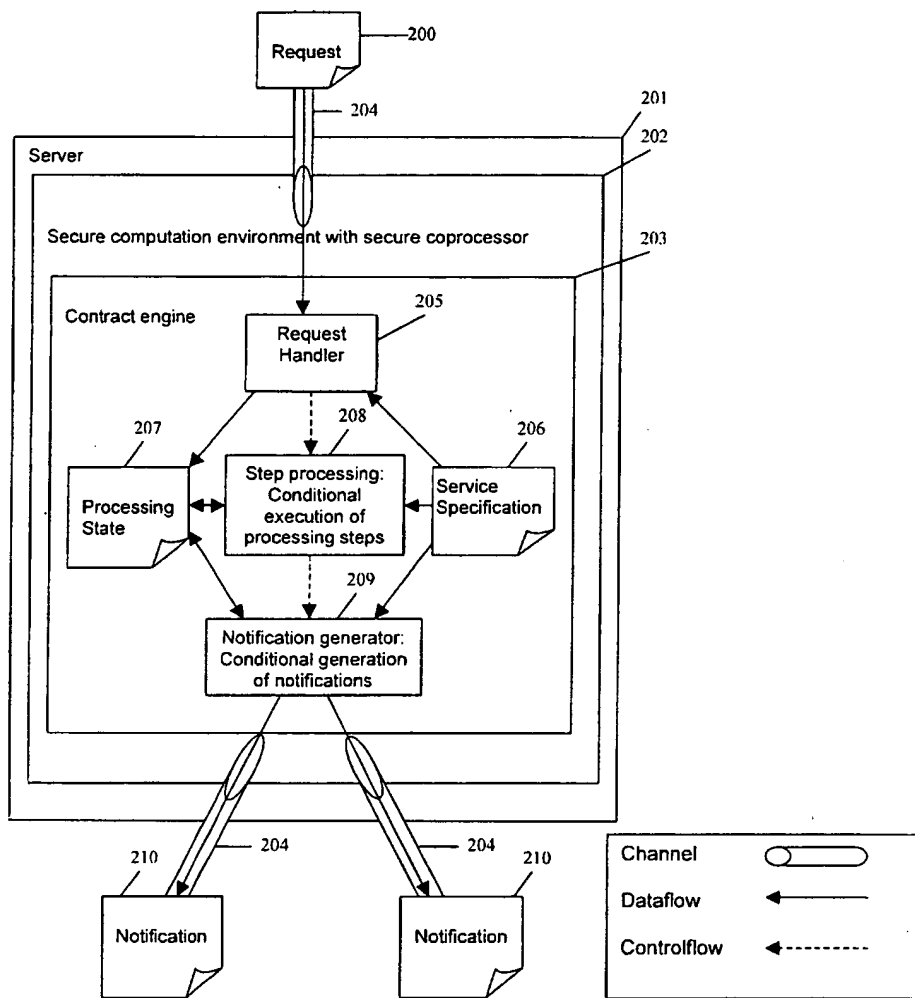 Request
200
204
201
Server
202
Secure computation environment with secure coprocessor
203
Contract engine
205
Request
Handler
207
208
206
Processing
State
Step processing:
Conditional
execution of
processing steps
Service
Specification
209
Notification generator:
Conditional generation
of notifications
204
204
210
210
Notification
Notification
Channel
Dataflow
Controlflow